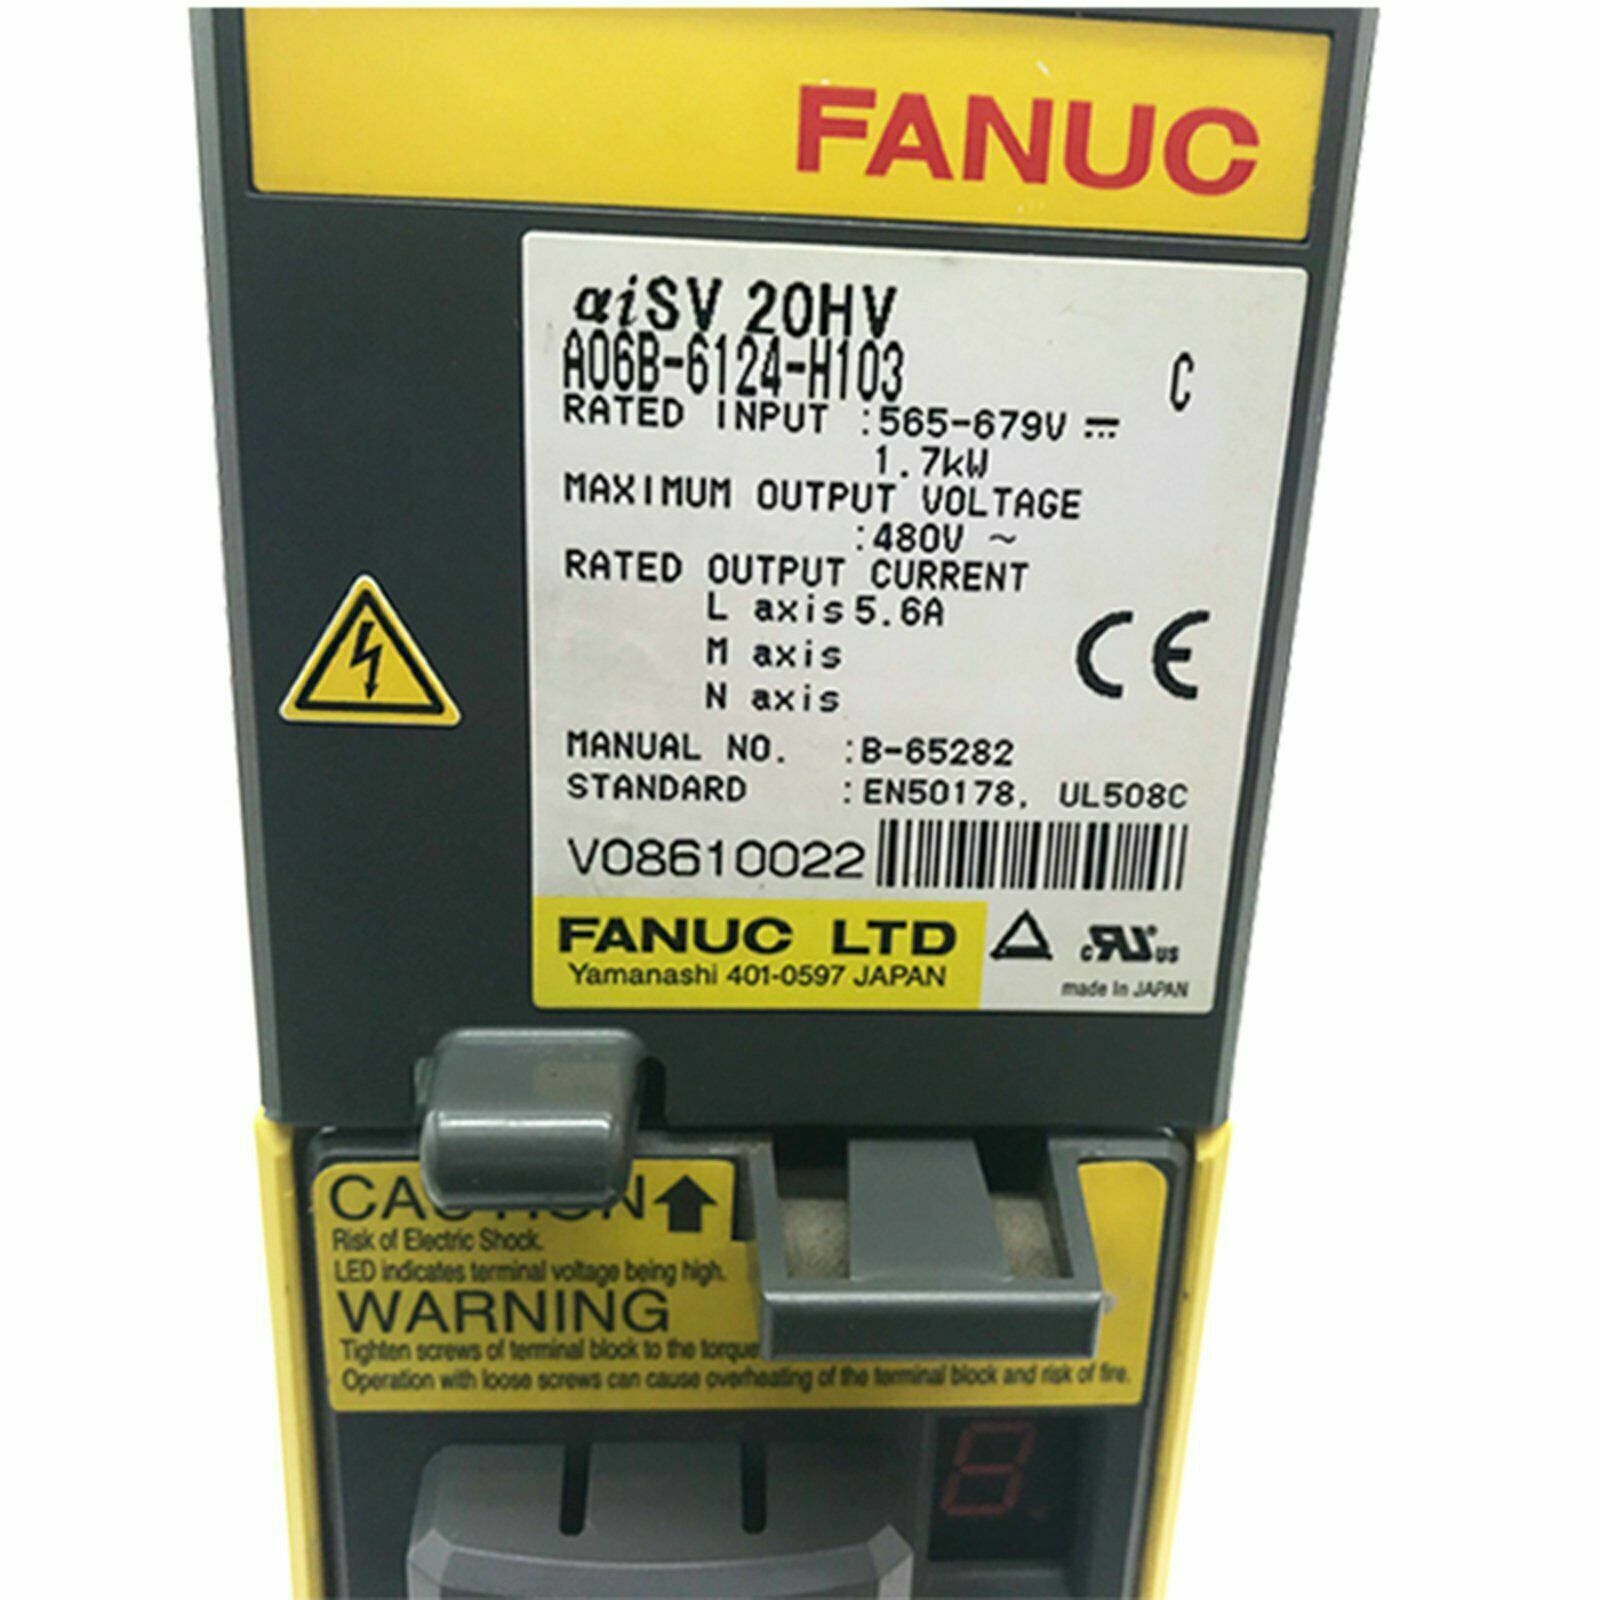 FANUC
αiSV 20HV
A06B-6124-H103 C
RATED INPUT :565-679V
1.7kW
MAXIMUM OUTPUT VOLTAGE
:480V ~
RATED OUTPUT CURRENT
L axis 5.6A
M axis
N axis
CE
MANUAL NO. :B-65282
STANDARD :EN50178, UL508C
V08610022
FANUC LTD
Yamanashi 401-0597 JAPAN
c RU US
made in JAPAN
Risk of Electric Shock.
LED indicates terminal voltage being high.
WARNING
Tighten screws of terminal block to the torque
Operation with loose screws can cause overheating of the terminal block and risk of fire.
8